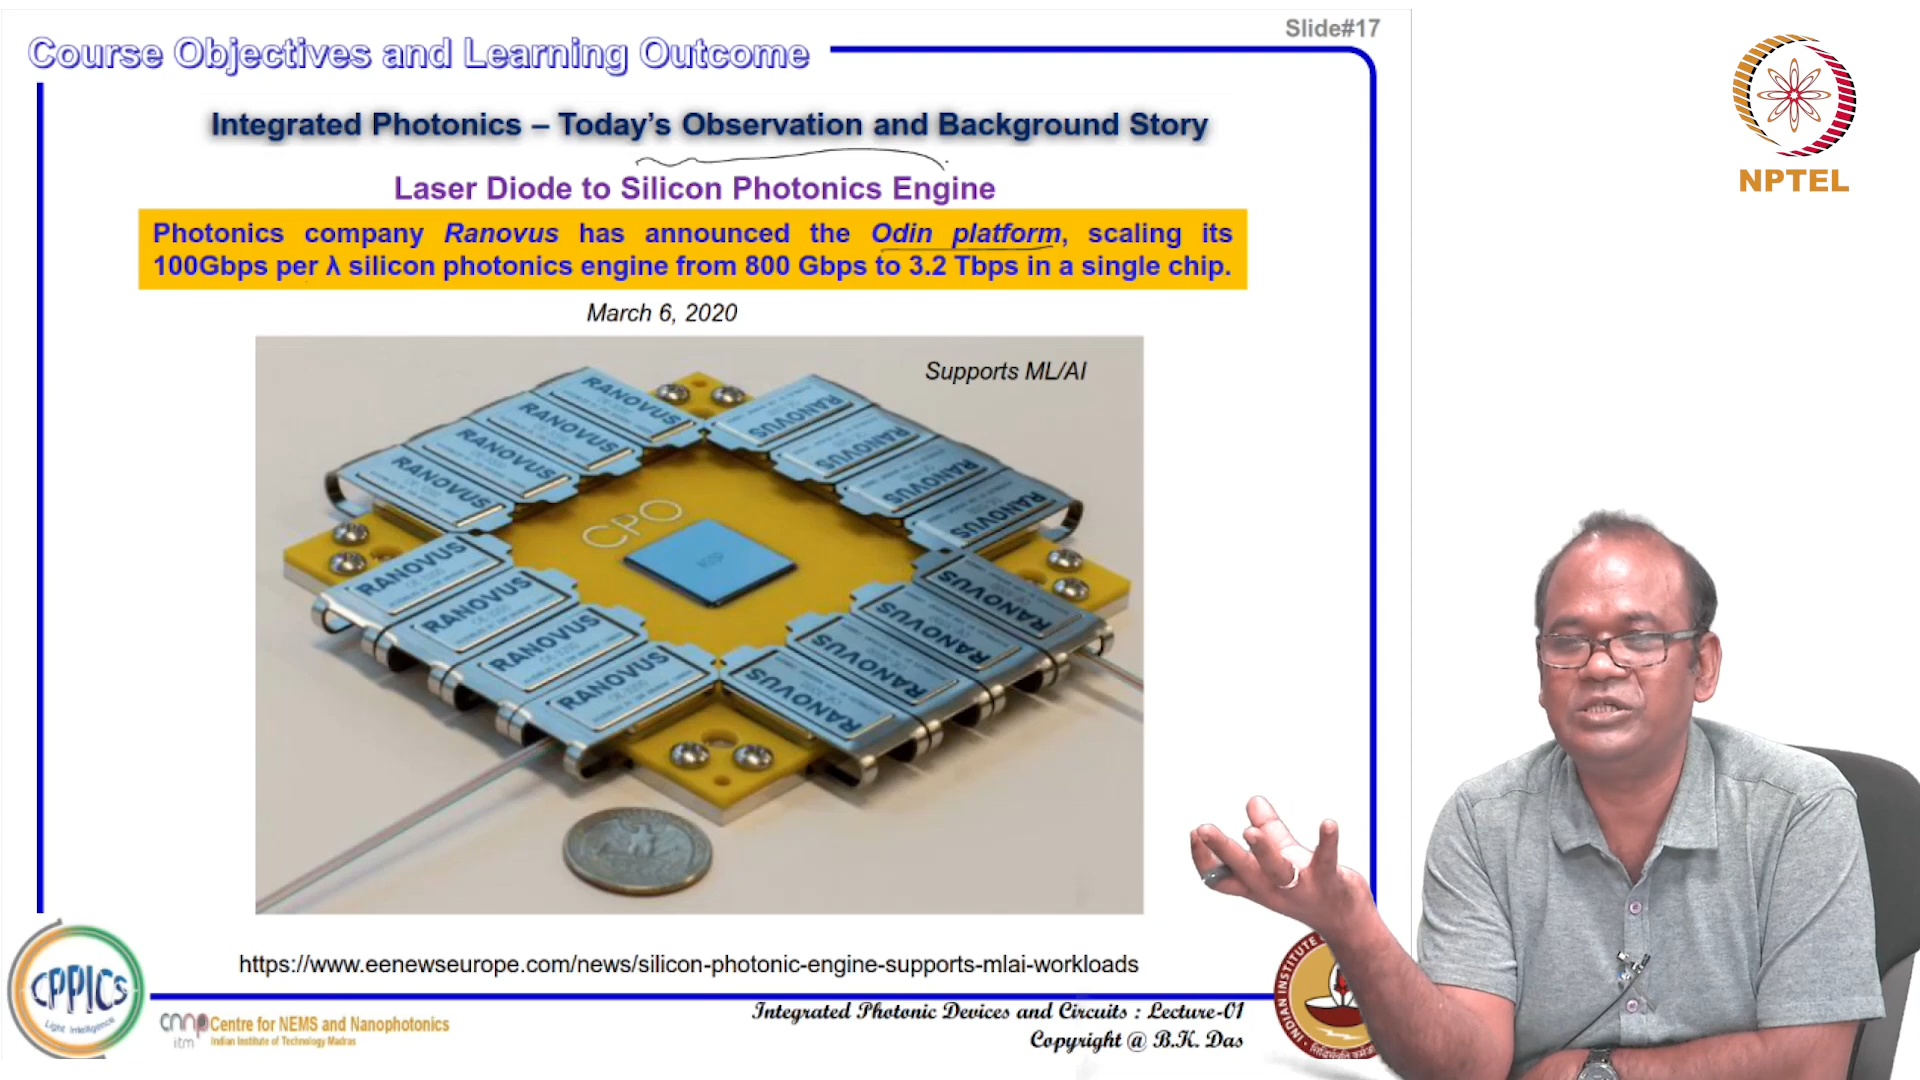 Slide#17
Course Objectives and Learning Outcome
NPTEL
Integrated Photonics – Today's Observation and Background Story
Laser Diode to Silicon Photonics Engine
Photonics company Ranovus has announced the Odin platform, scaling its
100Gbps per λ silicon photonics engine from 800 Gbps to 3.2 Tbps in a single chip.
March 6, 2020
Supports ML/AI
RANOVUS
RANOVUS
RANOVUS
RANOVUS
RANOVUS
RANOVUS
RANOVUS
RANOVUS
CPO
RANOVUS
RANOVUS
RANOVUS
RANOVUS
RANOVUS
RANOVUS
RANOVUS
RANOVUS
https://www.eenewseurope.com/news/silicon-photonic-engine-supports-mlai-workloads
CPPICs
Light Intelligence
Centre for NEMS and Nanophotonics
Indian Institute of Technology Madras
Integrated Photonic Devices and Circuits : Lecture-01
Copyright @ B.K. Das
INDIAN INSTITUTE